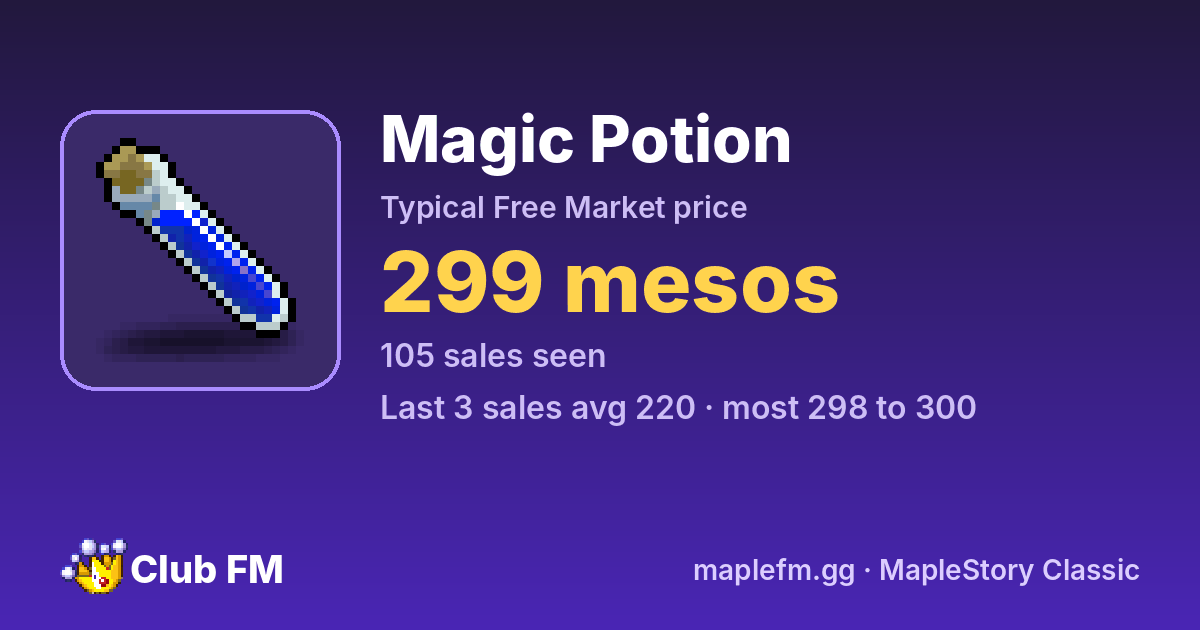 Magic Potion
Typical Free Market price
299 mesos
105 sales seen
Last 3 sales avg 220 · most 298 to 300
Club FM
maplefm.gg · MapleStory Classic